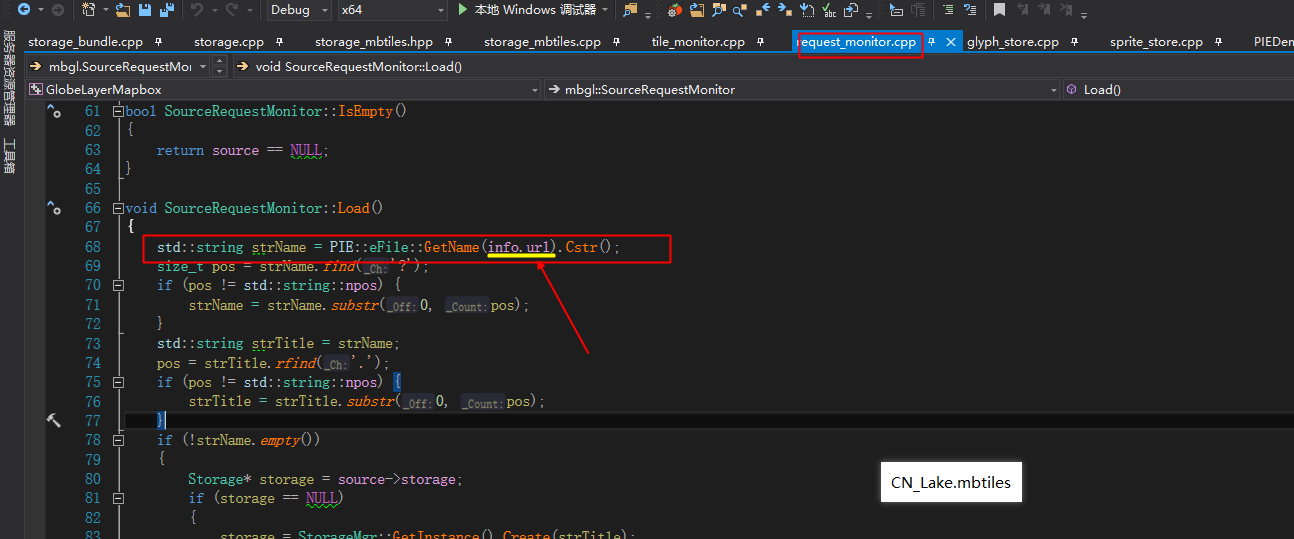 Debug x64 本地 Windows 调试器
服务器资源管理器
工具箱
storage_bundle.cpp storage.cpp storage_mbtiles.hpp storage_mbtiles.cpp tile_monitor.cpp request_monitor.cpp glyph_store.cpp sprite_store.cpp PIEDem
mbgl.SourceRequestMoni void SourceRequestMonitor::Load()
GlobeLayerMapbox mbgl::SourceRequestMonitor Load()
61 bool SourceRequestMonitor::IsEmpty()
62 {
63 return source == NULL;
64 }
65
66 void SourceRequestMonitor::Load()
67 {
68 std::string strName = PIE::eFile::GetName(info.url).Cstr();
69 size_t pos = strName.find(_Ch:'?');
70 if (pos != std::string::npos) {
71 strName = strName.substr(_Off:0, _Count:pos);
72 }
73 std::string strTitle = strName;
74 pos = strTitle.rfind(_Ch:'.');
75 if (pos != std::string::npos) {
76 strTitle = strTitle.substr(_Off:0, _Count:pos);
77 }
78 if (!strName.empty())
79 {
80 Storage* storage = source->storage;
81 if (storage == NULL)
82 {
83 storage = StorageMgr::GetInstance().Create(strTitle);
CN_Lake.mbtiles